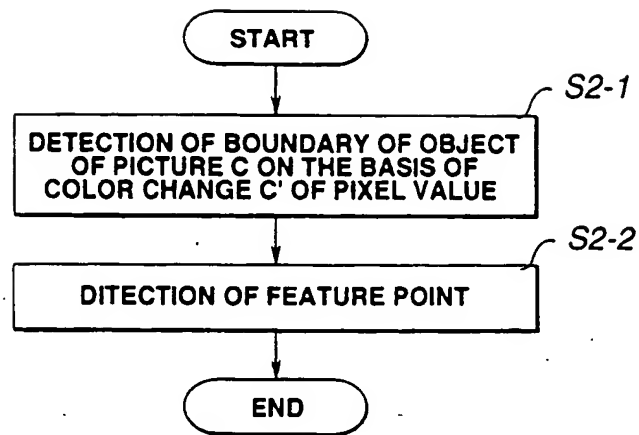 START
S2-1
DETECTION OF BOUNDARY OF OBJECT
OF PICTURE C ON THE BASIS OF
COLOR CHANGE C' OF PIXEL VALUE
S2-2
DITECTION OF FEATURE POINT
END